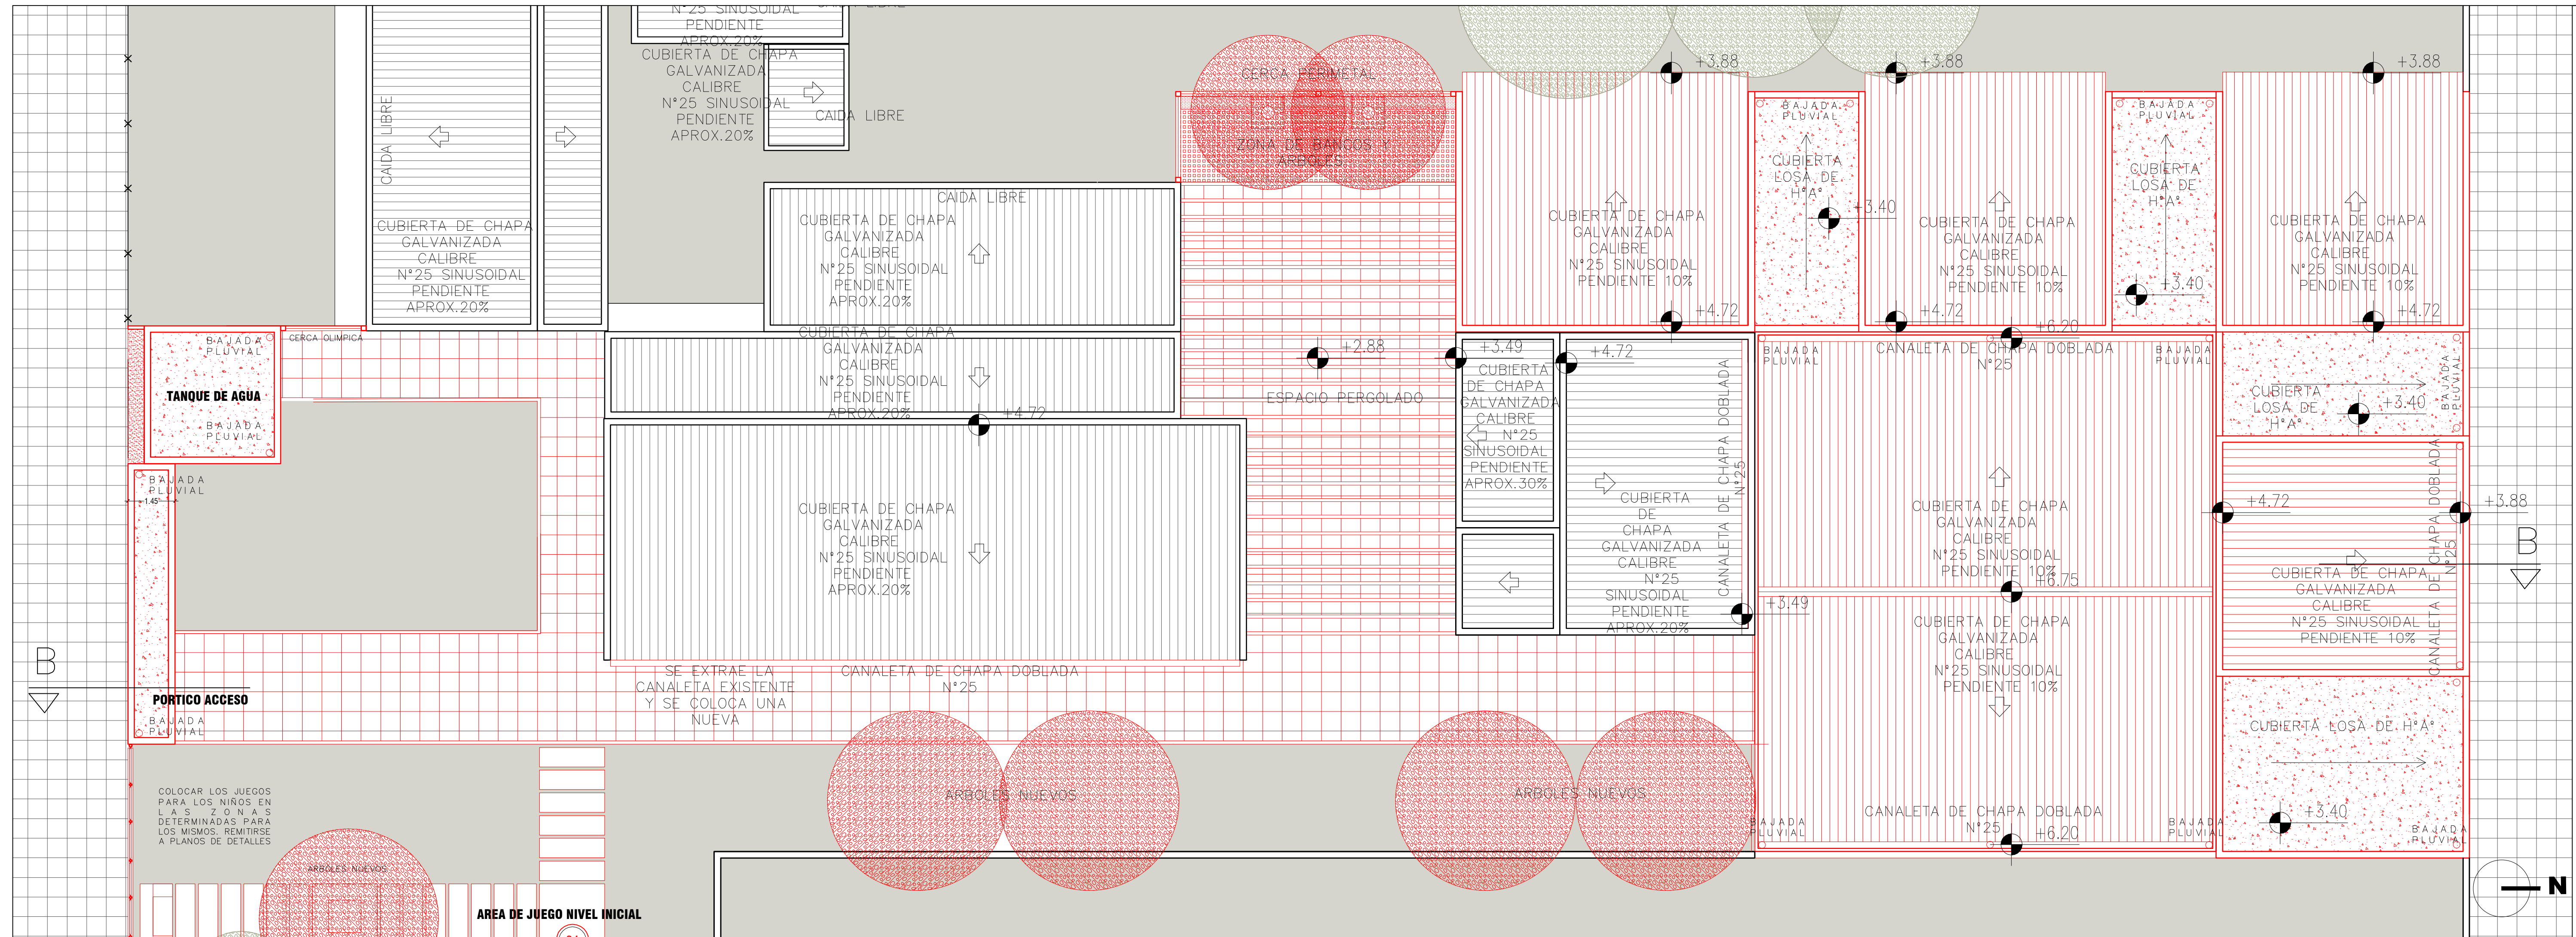 N°25 SINUSOIDAL
PENDIENTE
APROX.20%
CUBIERTA DE CHAPA
GALVANIZADA
CALIBRE
N°25 SINUSOIDAL
PENDIENTE
APROX.20%
CAIDA LIBRE
CAIDA LIBRE
CUBIERTA DE CHAPA
GALVANIZADA
CALIBRE
N°25 SINUSOIDAL
PENDIENTE
APROX.20%
CAIDA LIBRE
CUBIERTA DE CHAPA
GALVANIZADA
CALIBRE
N°25 SINUSOIDAL
PENDIENTE
APROX.20%
CUBIERTA DE CHAPA
GALVANIZADA
CALIBRE
N°25 SINUSOIDAL
PENDIENTE
APROX.20%
+4.72
CUBIERTA DE CHAPA
GALVANIZADA
CALIBRE
N°25 SINUSOIDAL
PENDIENTE
APROX.20%
CERCA PERIMETAL
ZONA DE BANCOS Y
ARBOLES
+2.88
ESPACIO PERGOLADO
+3.88
CUBIERTA DE CHAPA
GALVANIZADA
CALIBRE
N°25 SINUSOIDAL
PENDIENTE 10%
+4.72
BAJADA
PLUVIAL
CUBIERTA
LOSA DE
H°A°
+3.40
+3.88
CUBIERTA DE CHAPA
GALVANIZADA
CALIBRE
N°25 SINUSOIDAL
PENDIENTE 10%
+4.72
BAJADA
PLUVIAL
CUBIERTA
LOSA DE
H°A°
+3.40
+3.88
CUBIERTA DE CHAPA
GALVANIZADA
CALIBRE
N°25 SINUSOIDAL
PENDIENTE 10%
+4.72
BAJADA
PLUVIAL
CERCA OLIMPICA
TANQUE DE AGUA
BAJADA
PLUVIAL
BAJADA
PLUVIAL
1.45
+3.49
CUBIERTA
DE CHAPA
GALVANIZADA
CALIBRE
N°25
SINUSOIDAL
PENDIENTE
APROX.30%
+4.72
CUBIERTA
DE
CHAPA
GALVANIZADA
CALIBRE
N°25
SINUSOIDAL
PENDIENTE
APROX.20%
CANALETA DE CHAPA DOBLADA
N°25
+3.49
+6.20
BAJADA
PLUVIAL
CANALETA DE CHAPA DOBLADA
N°25
BAJADA
PLUVIAL
CUBIERTA DE CHAPA
GALVANIZADA
CALIBRE
N°25 SINUSOIDAL
PENDIENTE 10%
+6.75
CUBIERTA DE CHAPA
GALVANIZADA
CALIBRE
N°25 SINUSOIDAL
PENDIENTE 10%
CANALETA DE CHAPA DOBLADA
N°25
BAJADA
PLUVIAL
BAJADA
PLUVIAL
+6.20
CUBIERTA
LOSA DE
H°A°
+3.40
BAJADA
PLUVIAL
+4.72
+3.88
CUBIERTA DE CHAPA
GALVANIZADA
CALIBRE
N°25 SINUSOIDAL
PENDIENTE 10%
CANALETA DE CHAPA DOBLADA
N°25
B
CUBIERTA LOSA DE H°A°
+3.40
BAJADA
PLUVIAL
B
PORTICO ACCESO
BAJADA
PLUVIAL
SE EXTRAE LA
CANALETA EXISTENTE
Y SE COLOCA UNA
NUEVA
CANALETA DE CHAPA DOBLADA
N°25
ARBOLES NUEVOS
ARBOLES NUEVOS
COLOCAR LOS JUEGOS
PARA LOS NIÑOS EN
LAS ZONAS
DETERMINADAS PARA
LOS MISMOS. REMITIRSE
A PLANOS DE DETALLES
ARBOLES NUEVOS
AREA DE JUEGO NIVEL INICIAL
N